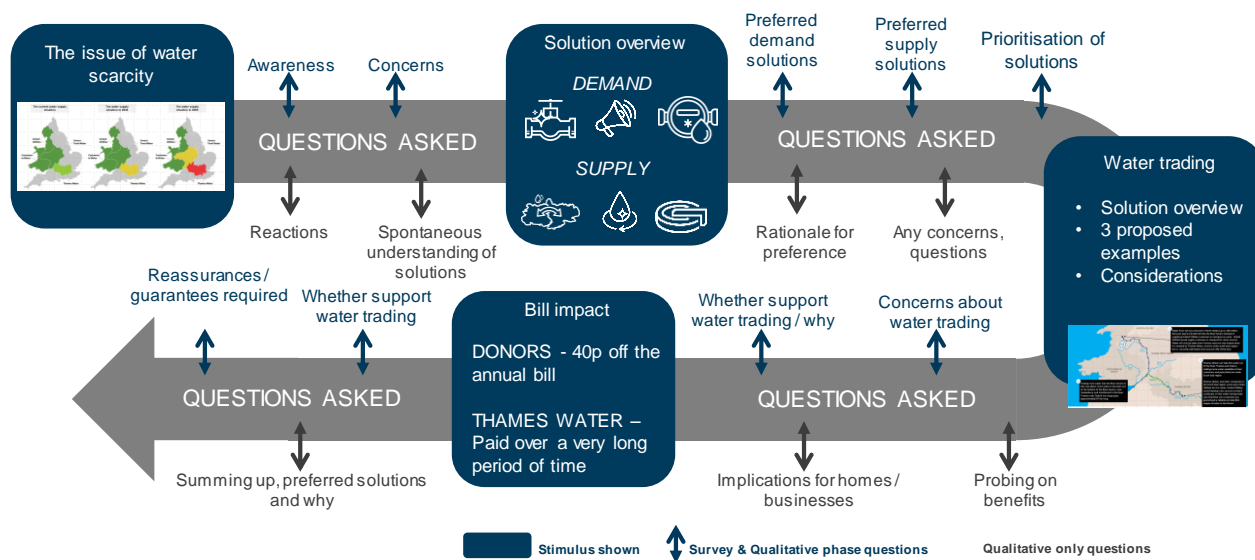 The issue of water
scarcity
Awareness
Concerns
QUESTIONS ASKED
Reactions
Spontaneous
understanding of
solutions
Solution overview
DEMAND
SUPPLY
Preferred
demand
solutions
Preferred
supply
solutions
Prioritisation of
solutions
QUESTIONS ASKED
Rationale for
preference
Any concerns,
questions
Water trading
• Solution overview
• 3 proposed
examples
• Considerations
Whether support
water trading / why
Concerns about
water trading
QUESTIONS ASKED
Implications for homes /
businesses
Probing on
benefits
Bill impact
DONORS - 40p off the
annual bill
THAMES WATER –
Paid over a very long
period of time
Reassurances /
guarantees required
Whether support
water trading
QUESTIONS ASKED
Summing up, preferred solutions
and why
Stimulus shown
Survey & Qualitative phase questions
Qualitative only questions